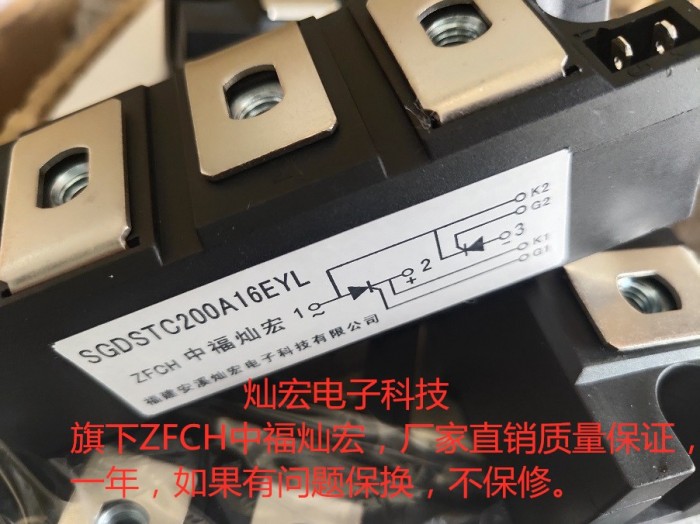 SGDSTC200A16EYL
ZFCH 中福灿宏
福建安溪灿宏电子科技有限公司
1 ~
+ 2
- 3
K2
G2
K1
G1
灿宏电子科技
旗下ZFCH中福灿宏，厂家直销质量保证，
一年，如果有问题保换，不保修。